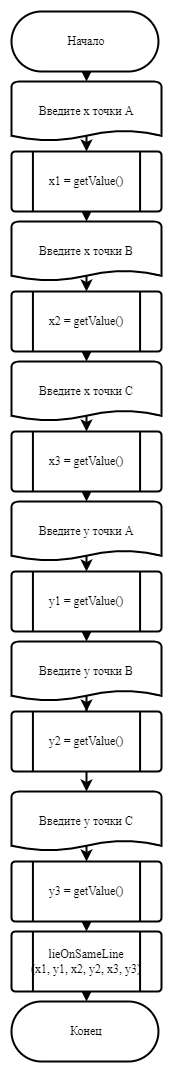 Начало
Введите x точки A
x1 = getValue()
Введите x точки B
x2 = getValue()
Введите x точки C
x3 = getValue()
Введите y точки A
y1 = getValue()
Введите y точки B
y2 = getValue()
Введите y точки C
y3 = getValue()
lieOnSameLine
(x1, y1, x2, y2, x3, y3)
Конец